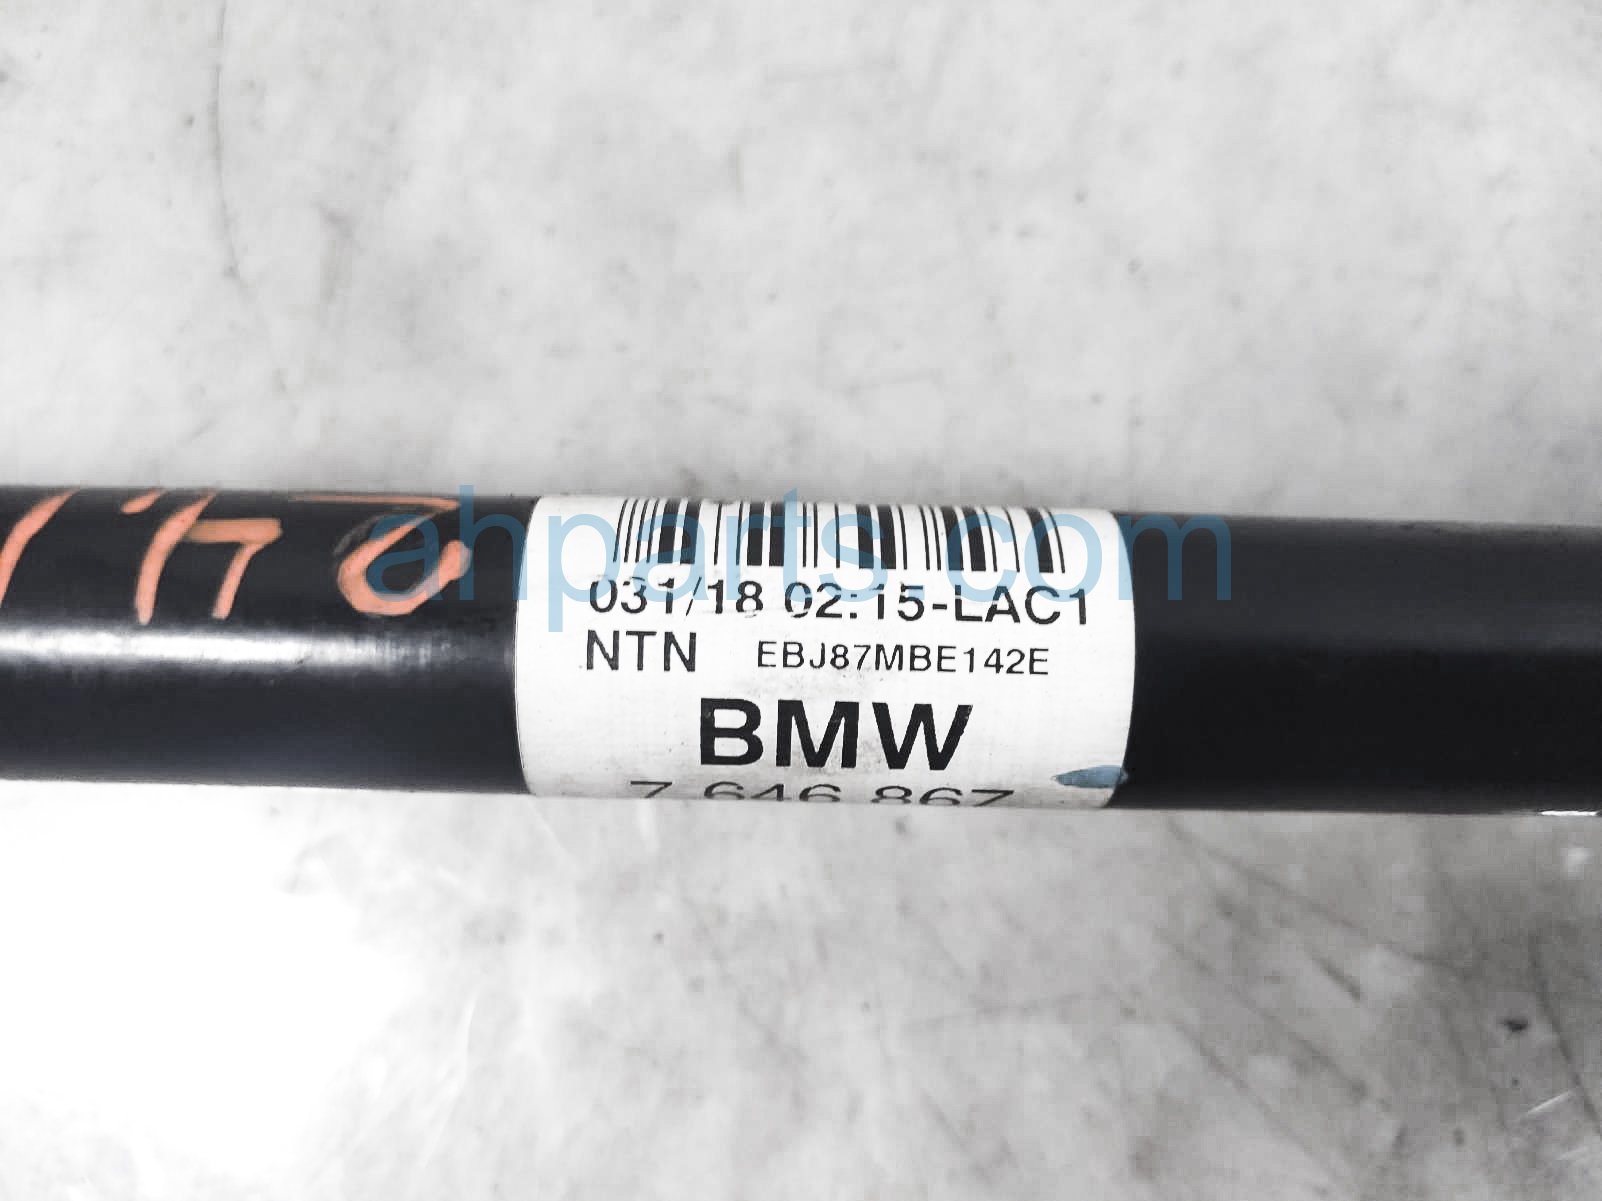 031/18 02:15-LAC1
NTN EBJ87MBE142E
BMW
7 646 867
ahparts.com